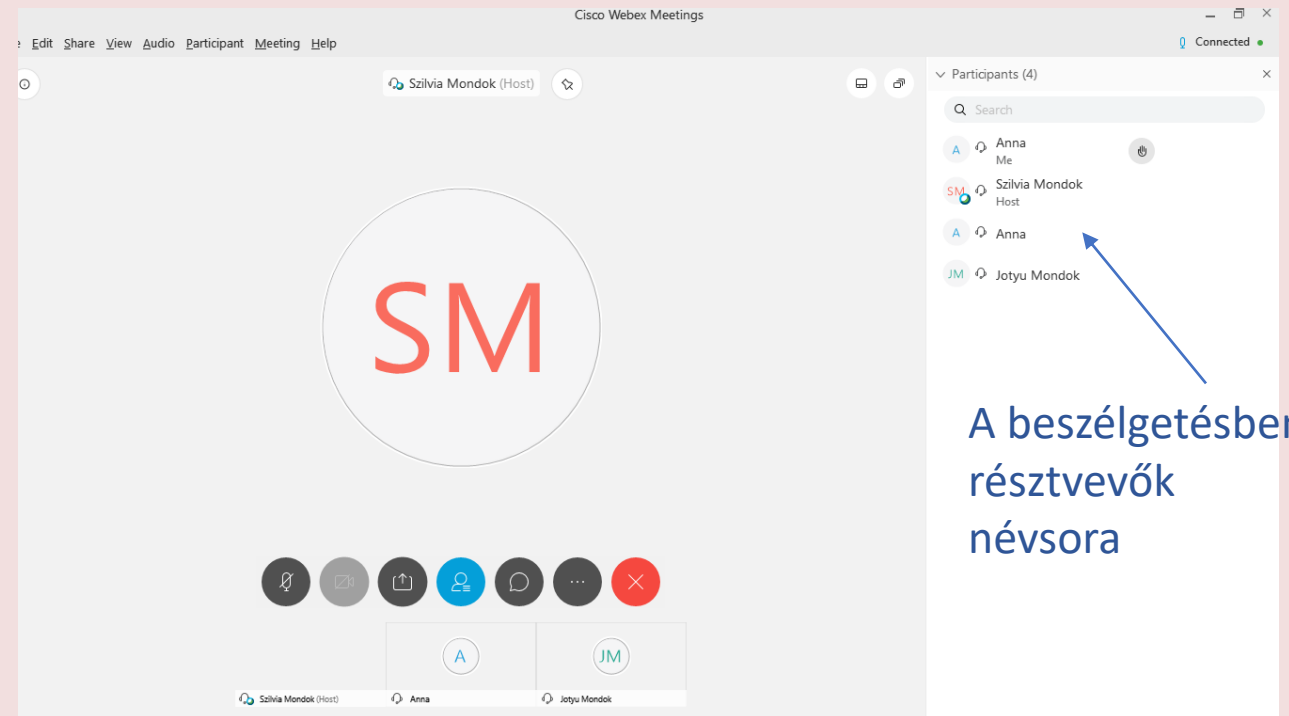 Cisco Webex Meetings
Edit Share View Audio Participant Meeting Help
Connected
Szilvia Mondok (Host)
Participants (4)
Search
A Anna
Me
SM Szilvia Mondok
Host
A Anna
JM Jotyu Mondok
SM
A beszélgetésben
résztvevők
névsora
A
JM
Szilvia Mondok (Host)
Anna
Jotyu Mondok